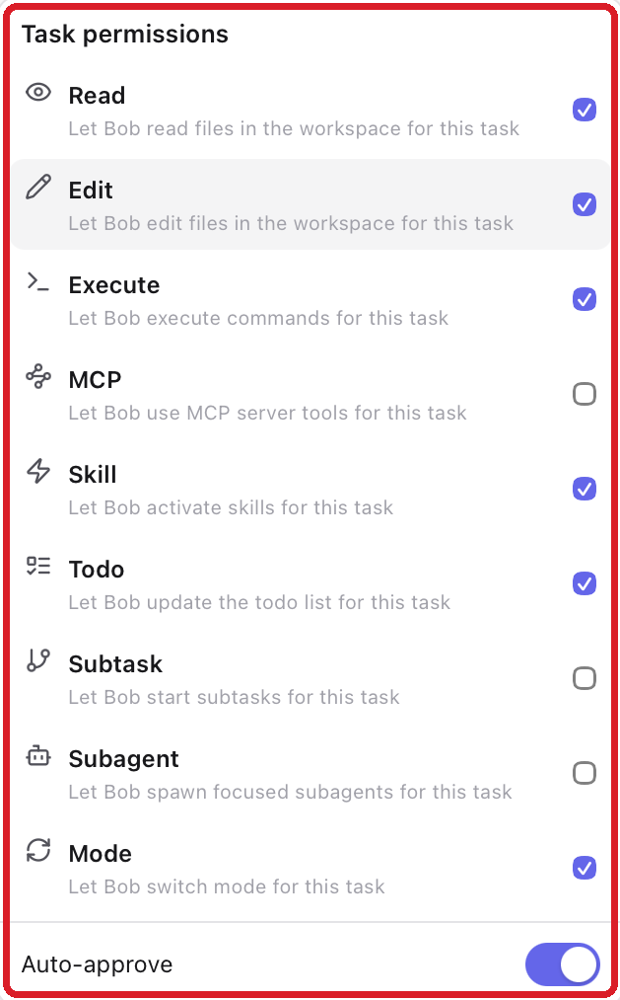 Task permissions
Read
Let Bob read files in the workspace for this task
Edit
Let Bob edit files in the workspace for this task
Execute
Let Bob execute commands for this task
MCP
Let Bob use MCP server tools for this task
Skill
Let Bob activate skills for this task
Todo
Let Bob update the todo list for this task
Subtask
Let Bob start subtasks for this task
Subagent
Let Bob spawn focused subagents for this task
Mode
Let Bob switch mode for this task
Auto-approve